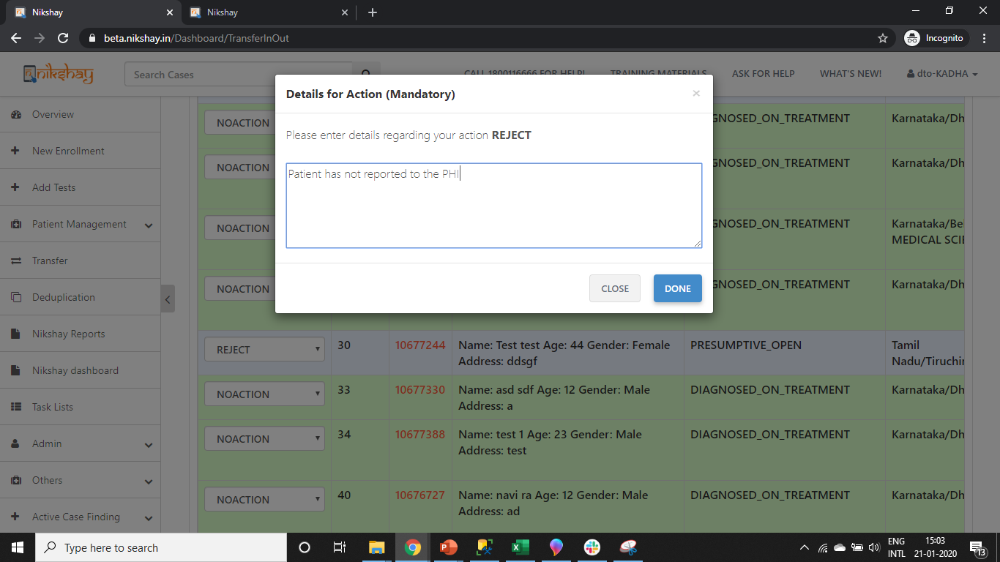 Nikshay
Nikshay
beta.nikshay.in/Dashboard/TransferInOut
Incognito
nikshay
Search Cases
CALL 1800116666 FOR HELP!
TRAINING MATERIALS
ASK FOR HELP
WHAT'S NEW!
dto-KADHA
Overview
New Enrollment
Add Tests
Patient Management
Transfer
Deduplication
Nikshay Reports
Nikshay dashboard
Task Lists
Admin
Others
Active Case Finding
Details for Action (Mandatory)
×
Please enter details regarding your action REJECT
Patient has not reported to the PHI
CLOSE
DONE
NOACTION
GNOSED_ON_TREATMENT
Karnataka/Dh
NOACTION
GNOSED_ON_TREATMENT
Karnataka/Dh
NOACTION
GNOSED_ON_TREATMENT
Karnataka/Be
MEDICAL SCI
NOACTION
GNOSED_ON_TREATMENT
Karnataka/Dh
REJECT
30
10677244
Name: Test test Age: 44 Gender: Female
Address: ddsgf
PRESUMPTIVE_OPEN
Tamil
Nadu/Tiruchi
NOACTION
33
10677330
Name: asd sdf Age: 12 Gender: Male
Address: a
DIAGNOSED_ON_TREATMENT
Karnataka/Dh
NOACTION
34
10677388
Name: test 1 Age: 23 Gender: Male
Address: test
DIAGNOSED_ON_TREATMENT
Karnataka/Dh
NOACTION
40
10676727
Name: navi ra Age: 12 Gender: Male
Address: ad
DIAGNOSED_ON_TREATMENT
Karnataka/Dh
Type here to search
ENG
INTL
15:03
21-01-2020
13